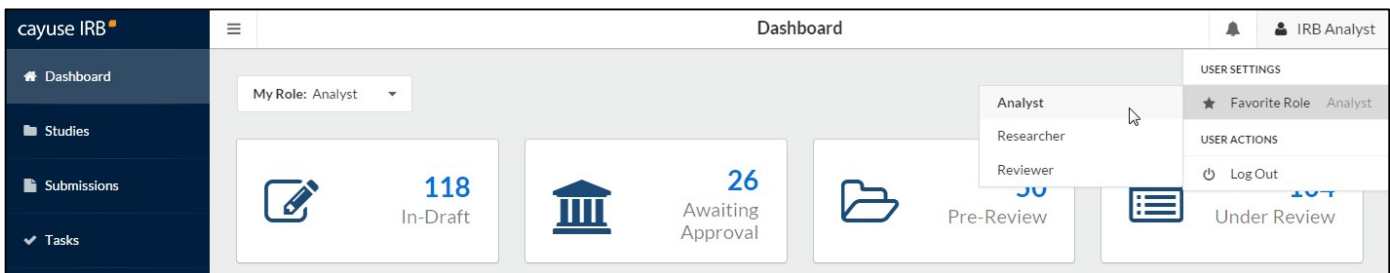 cayuse IRB
Dashboard
IRB Analyst
Dashboard
Studies
Submissions
Tasks
My Role: Analyst
118
In-Draft
26
Awaiting
Approval
Pre-Review
Under Review
Analyst
Researcher
Reviewer
USER SETTINGS
Favorite Role Analyst
USER ACTIONS
Log Out